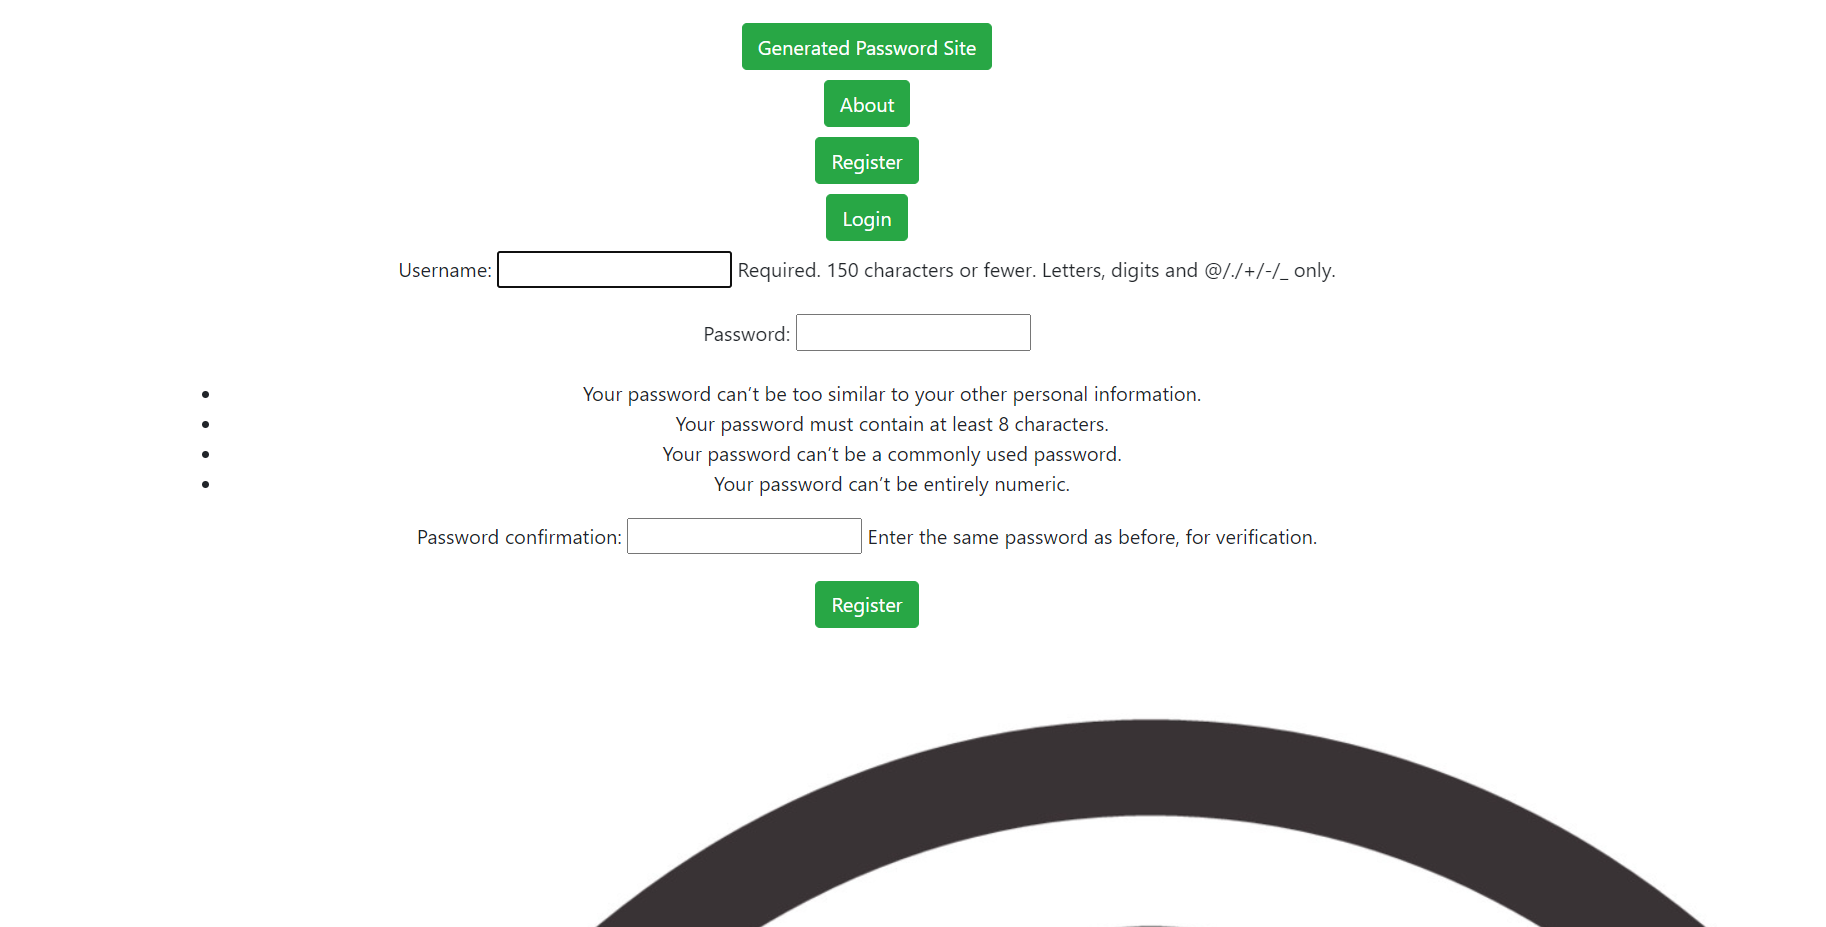 Generated Password Site
About
Register
Login
Username: Required. 150 characters or fewer. Letters, digits and @/./+/-/_ only.
Password:
Your password can’t be too similar to your other personal information.
Your password must contain at least 8 characters.
Your password can’t be a commonly used password.
Your password can’t be entirely numeric.
Password confirmation: Enter the same password as before, for verification.
Register